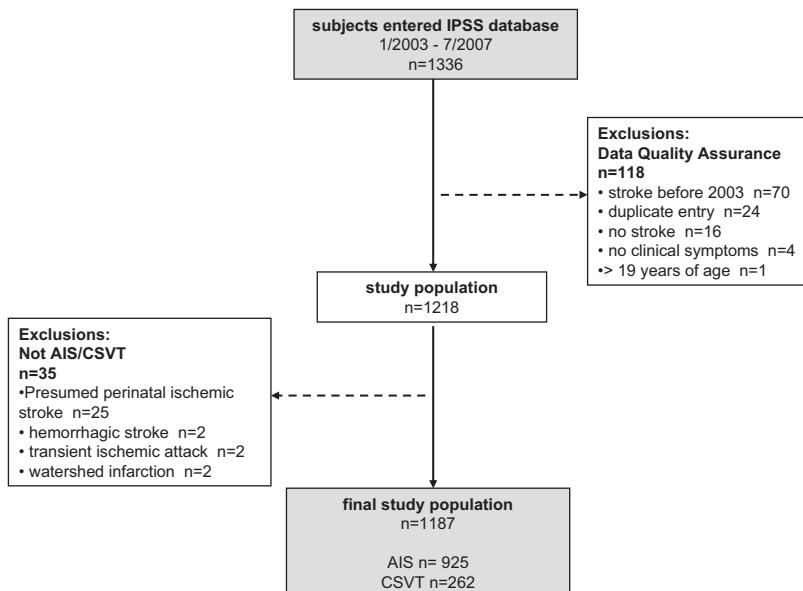 subjects entered IPSS database
1/2003 - 7/2007
n=1336
Exclusions:
Data Quality Assurance
n=118
• stroke before 2003 n=70
• duplicate entry n=24
• no stroke n=16
• no clinical symptoms n=4
•> 19 years of age n=1
study population
n=1218
Exclusions:
Not AIS/CSVT
n=35
•Presumed perinatal ischemic
stroke n=25
• hemorrhagic stroke n=2
• transient ischemic attack n=2
• watershed infarction n=2
final study population
n=1187
AIS n= 925
CSVT n=262